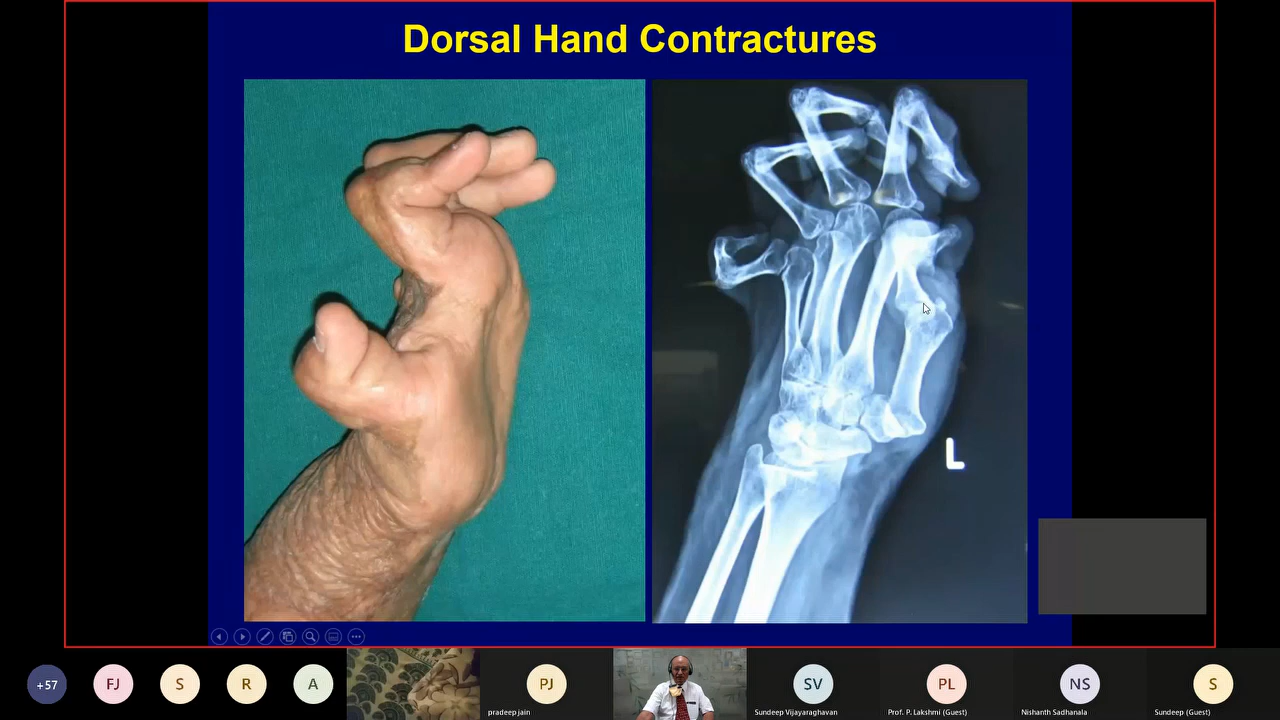 Dorsal Hand Contractures
L
+57
FJ
S
R
A
PJ
pradeep jain
SV
Sundeep Vijayaraghavan
PL
Prof. P. Lakshmi (Guest)
NS
Nishanth Sadhanala
S
Sundeep (Guest)